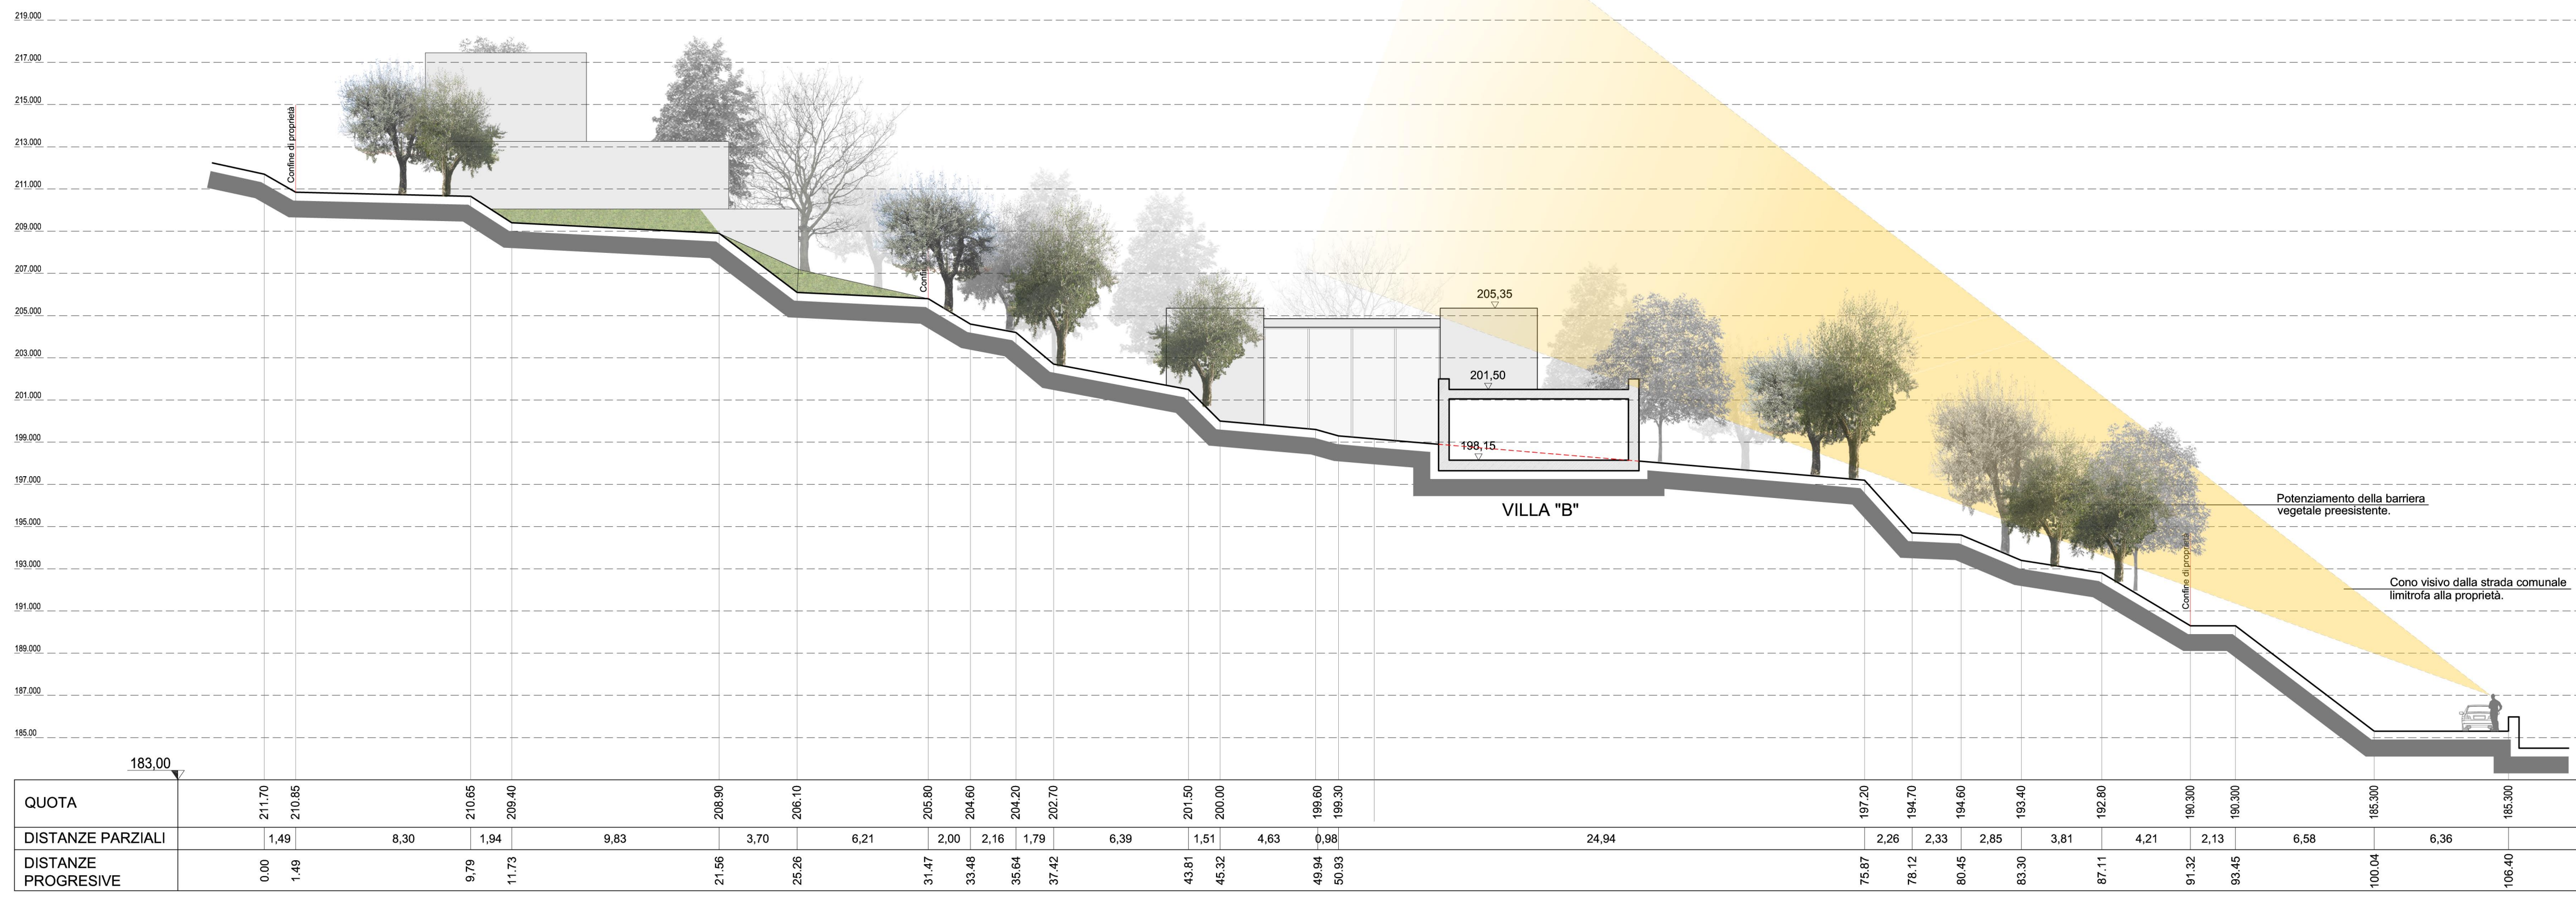 219.000
217.000
215.000
213.000
211.000
209.000
207.000
205.000
203.000
201.000
199.000
197.000
195.000
193.000
191.000
189.000
187.000
185.00
Confine di proprietà
Confine di proprietà
205,35
201,50
198,15
VILLA "B"
Potenziamento della barriera
vegetale preesistente.
Cono visivo dalla strada comunale
limitrofa alla proprietà.
183,00
QUOTA 211.70 210.85 210.65 209.40 208.90 206.10 205.80 204.60 204.20 202.70 201.50 200.00 199.60 199.30 197.20 194.70 194.60 193.40 192.80 190.300 190.300 185.300 185.300
DISTANZE PARZIALI 1,49 8,30 1,94 9,83 3,70 6,21 2,00 2,16 1,79 6,39 1,51 4,63 0,98 24,94 2,26 2,33 2,85 3,81 4,21 2,13 6,58 6,36
DISTANZE
PROGRESIVE 0.00 1.49 9,79 11.73 21.56 25.26 31.47 33.48 35.64 37.42 43.81 45.32 49.94 50.93 75.87 78.12 80.45 83.30 87.11 91.32 93.45 100.04 106.40